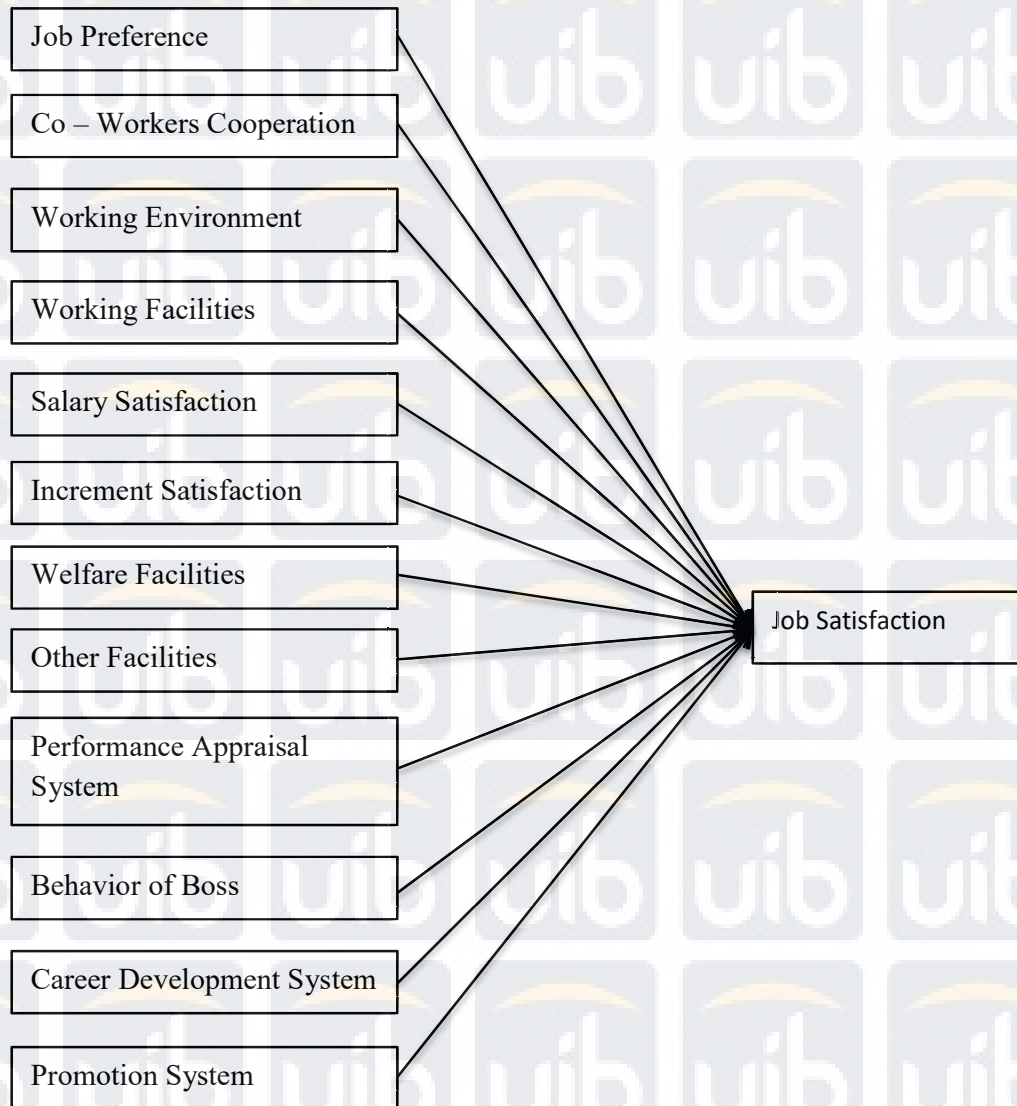 Job Preference
Co – Workers Cooperation
Working Environment
Working Facilities
Salary Satisfaction
Increment Satisfaction
Welfare Facilities
Other Facilities
Performance Appraisal
System
Behavior of Boss
Career Development System
Promotion System
Job Satisfaction
uib